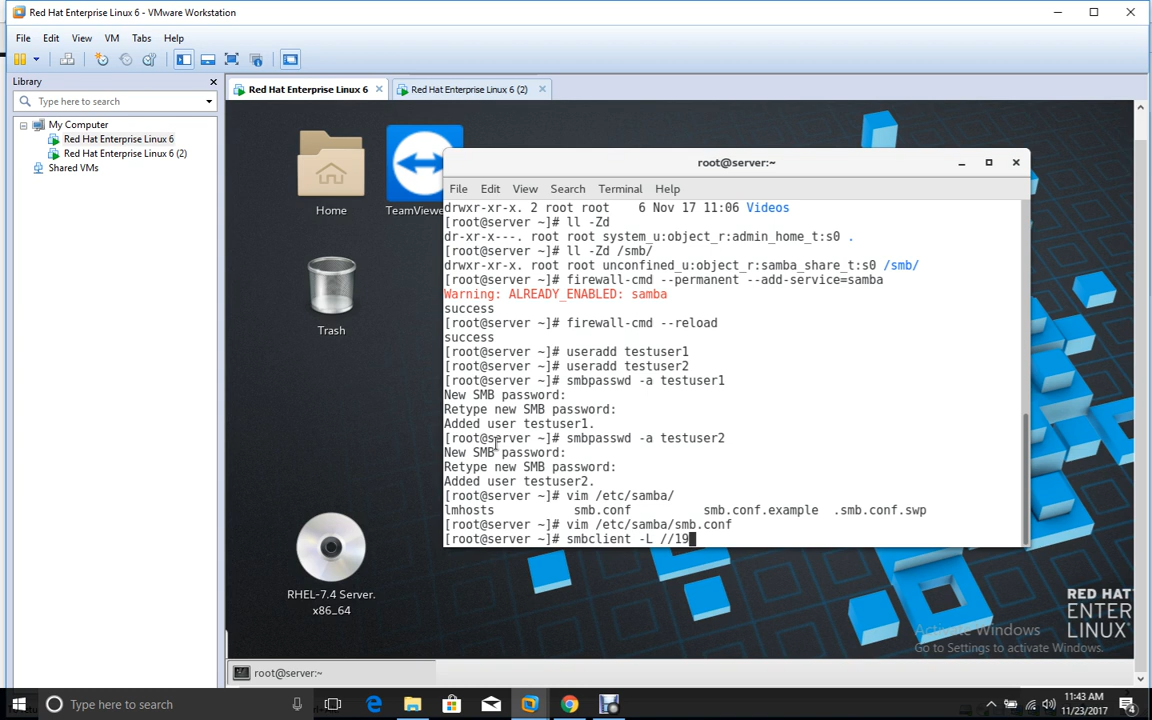 Red Hat Enterprise Linux 6 - VMware Workstation
File Edit View VM Tabs Help
Library
Type here to search
My Computer
Red Hat Enterprise Linux 6
Red Hat Enterprise Linux 6 (2)
Shared VMs
Red Hat Enterprise Linux 6
Red Hat Enterprise Linux 6 (2)
Home
TeamViewe
Trash
RHEL-7.4 Server.
x86_64
root@server:~
File Edit View Search Terminal Help
drwxr-xr-x. 2 root root    6 Nov 17 11:06 Videos
[root@server ~]# ll -Zd
dr-xr-x---. root root system_u:object_r:admin_home_t:s0 .
[root@server ~]# ll -Zd /smb/
drwxr-xr-x. root root unconfined_u:object_r:samba_share_t:s0 /smb/
[root@server ~]# firewall-cmd --permanent --add-service=samba
Warning: ALREADY_ENABLED: samba
success
[root@server ~]# firewall-cmd --reload
success
[root@server ~]# useradd testuser1
[root@server ~]# useradd testuser2
[root@server ~]# smbpasswd -a testuser1
New SMB password:
Retype new SMB password:
Added user testuser1.
[root@server ~]# smbpasswd -a testuser2
New SMB password:
Retype new SMB password:
Added user testuser2.
[root@server ~]# vim /etc/samba/
lmhosts          smb.conf         smb.conf.example  .smb.conf.swp
[root@server ~]# vim /etc/samba/smb.conf
[root@server ~]# smbclient -L //19
RED HAT
ENTER
LINUX
Activate Windows
Go to Settings to activate Windows.
root@server:~
Type here to search
11:43 AM
11/23/2017
4